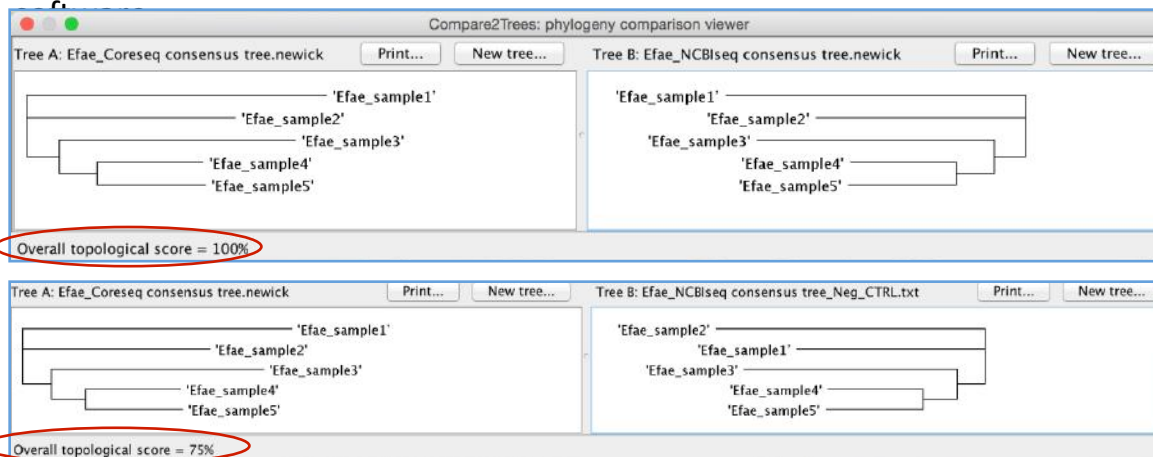 Compare2Trees: phylogeny comparison viewer
Tree A: Efae_Coreseq consensus tree.newick Print... New tree... Tree B: Efae_NCBIseq consensus tree.newick Print... New tree...
'Efae_sample1' 'Efae_sample1'
'Efae_sample2' 'Efae_sample2'
'Efae_sample3' 'Efae_sample3'
'Efae_sample4' 'Efae_sample4'
'Efae_sample5' 'Efae_sample5'
Overall topological score = 100%
Tree A: Efae_Coreseq consensus tree.newick Print... New tree... Tree B: Efae_NCBIseq consensus tree_Neg_CTRL.txt Print... New tree...
'Efae_sample1' 'Efae_sample2'
'Efae_sample2' 'Efae_sample1'
'Efae_sample3' 'Efae_sample3'
'Efae_sample4' 'Efae_sample4'
'Efae_sample5' 'Efae_sample5'
Overall topological score = 75%